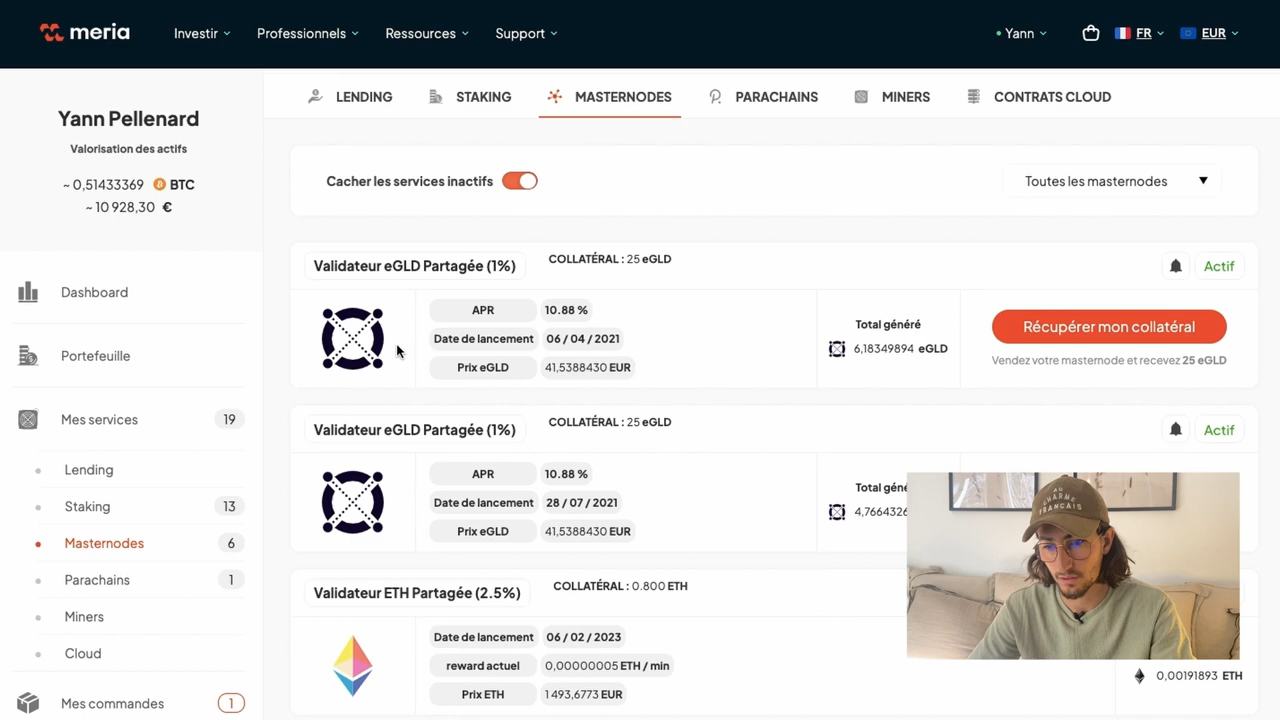 meria
Investir
Professionnels
Ressources
Support
Yann
FR
EUR
Yann Pellenard
Valorisation des actifs
~ 0,51433369 BTC
~ 10 928,30 €
Dashboard
Portefeuille
Mes services 19
Lending
Staking 13
Masternodes 6
Parachains 1
Miners
Cloud
Mes commandes 1
LENDING
STAKING
MASTERNODES
PARACHAINS
MINERS
CONTRATS CLOUD
Cacher les services inactifs
Toutes les masternodes
Validateur eGLD Partagée (1%)
COLLATÉRAL : 25 eGLD
Actif
APR 10.88 %
Date de lancement 06 / 04 / 2021
Prix eGLD 41,5388430 EUR
Total généré
6,18349894 eGLD
Récupérer mon collatéral
Vendez votre masternode et recevez 25 eGLD
Validateur eGLD Partagée (1%)
COLLATÉRAL : 25 eGLD
Actif
APR 10.88 %
Date de lancement 28 / 07 / 2021
Prix eGLD 41,5388430 EUR
Total géné
4,7664326
AU
CHARME
FRANÇAIS
Validateur ETH Partagée (2.5%)
COLLATÉRAL : 0.800 ETH
Date de lancement 06 / 02 / 2023
reward actuel 0,00000005 ETH / min
Prix ETH 1 493,6773 EUR
0,00191893 ETH